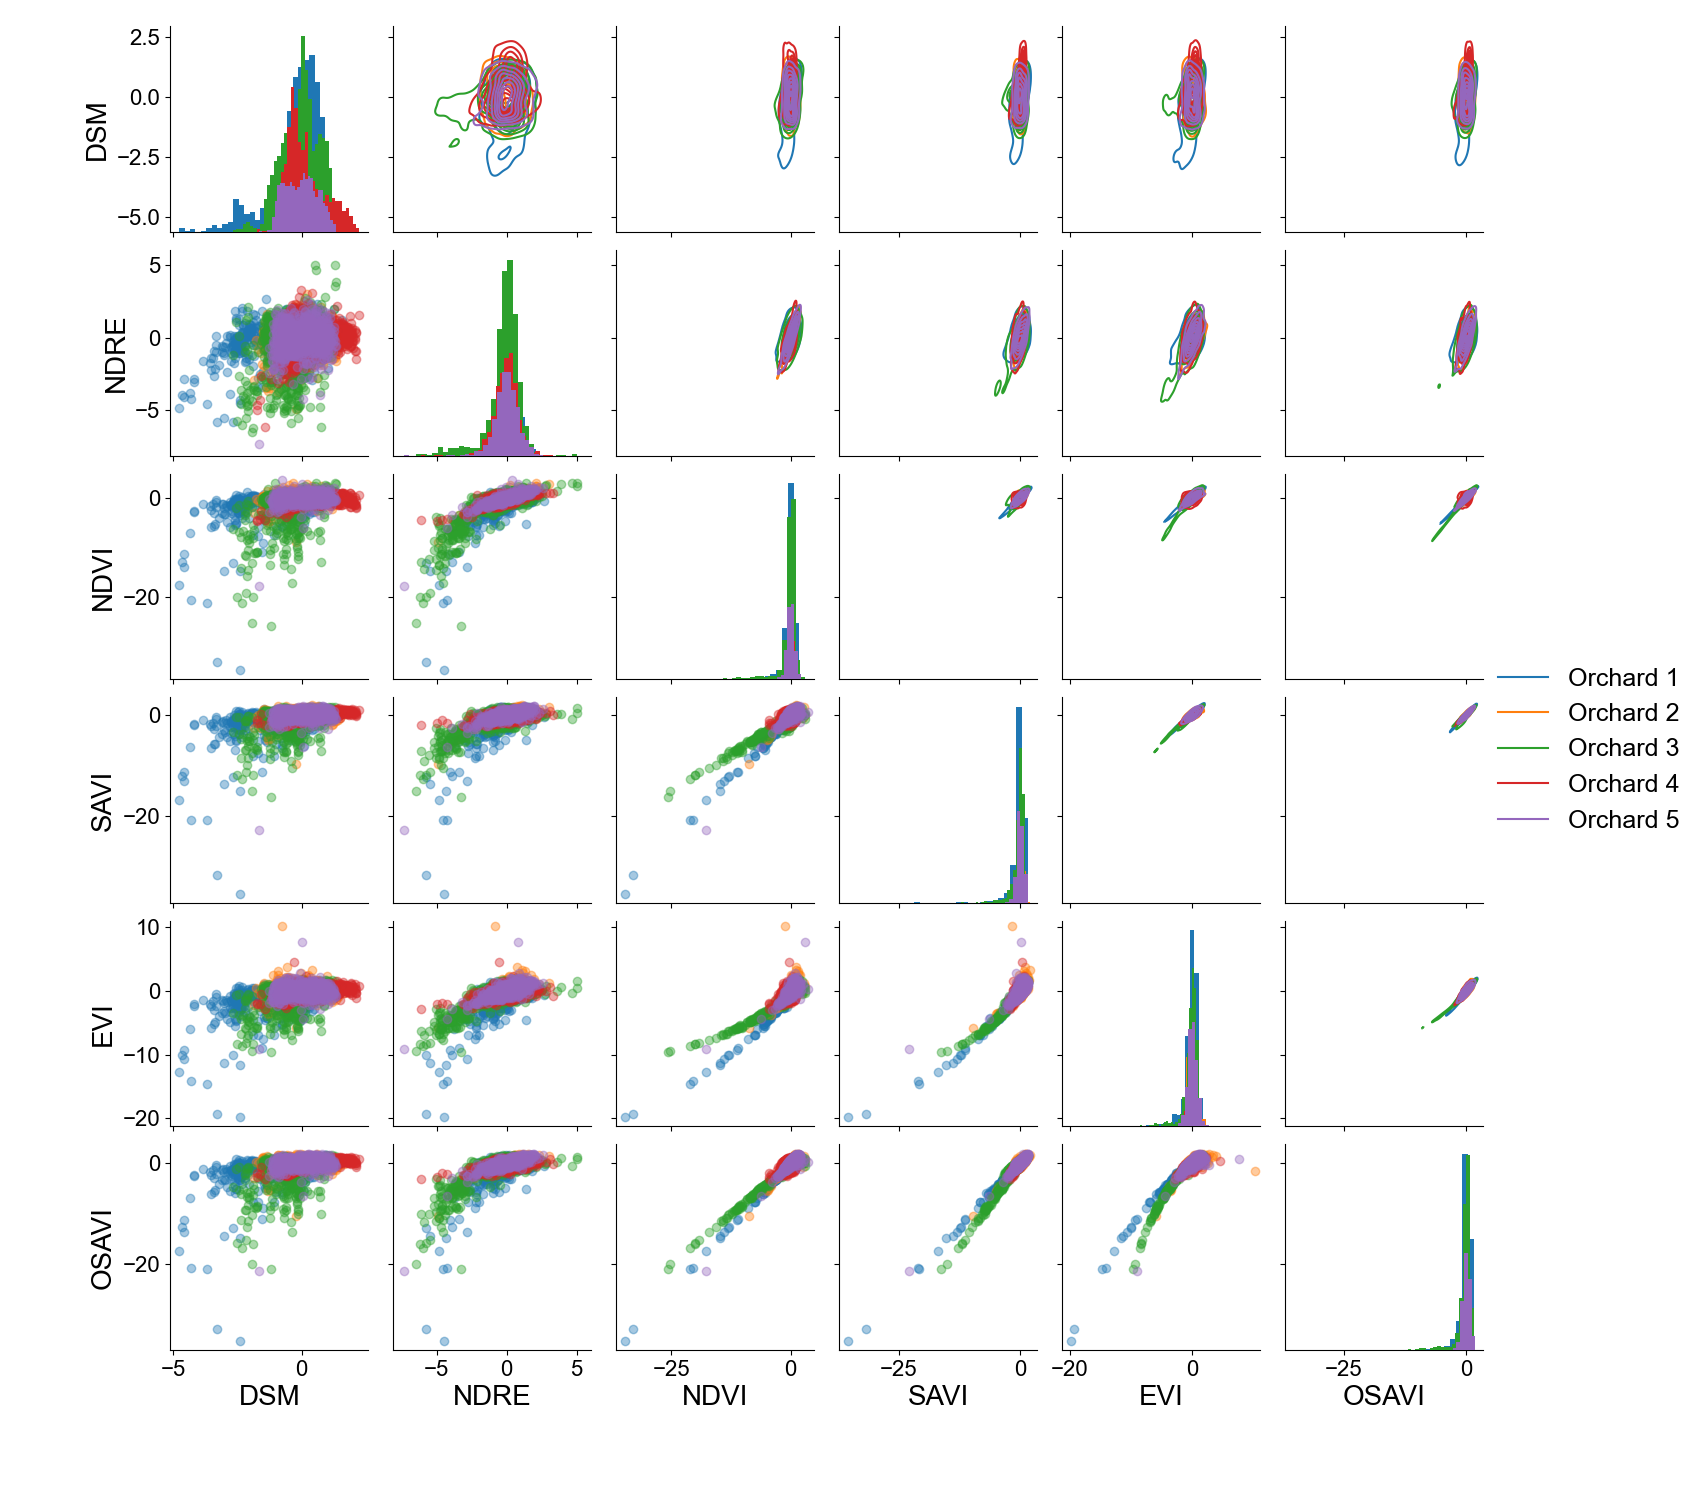 2.5
0.0
−2.5
−5.0
DSM
5
0
−5
NDRE
0
−20
NDVI
0
−20
SAVI
10
0
−10
−20
EVI
0
−20
OSAVI
Orchard 1
Orchard 2
Orchard 3
Orchard 4
Orchard 5
−5 0 −5 0 5 −25 0 −25 0 −20 0 −25 0
DSM NDRE NDVI SAVI EVI OSAVI